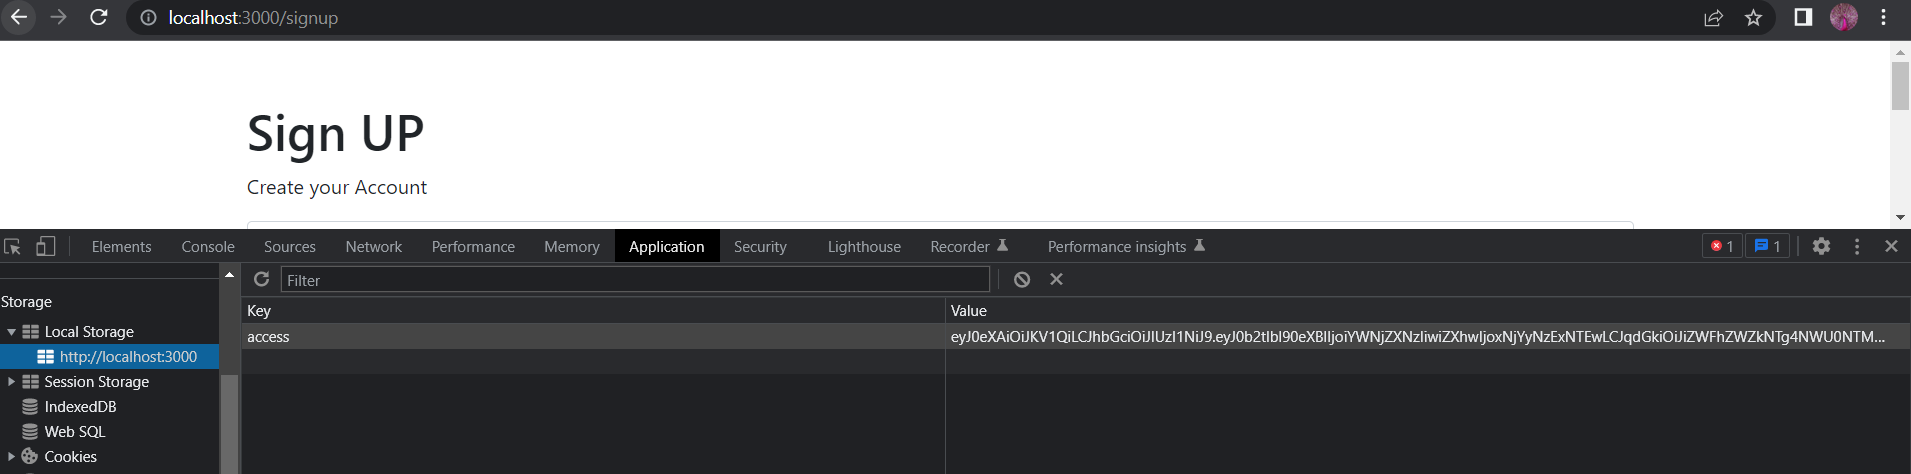 localhost:3000/signup
Sign UP
Create your Account
Elements Console Sources Network Performance Memory Application Security Lighthouse Recorder Performance insights 1 1
Filter
Storage
Key Value
Local Storage
access eyJ0eXAiOiJKV1QiLCJhbGciOiJIUzI1NiJ9.eyJ0b2tlbl90eXBlIjoiYWNjZXNzIiwiZXhwIjoxNjYyNzExNTEwLCJqdGkiOiJiZWFhZWZkNTg4NWU0NTM...
http://localhost:3000
Session Storage
IndexedDB
Web SQL
Cookies